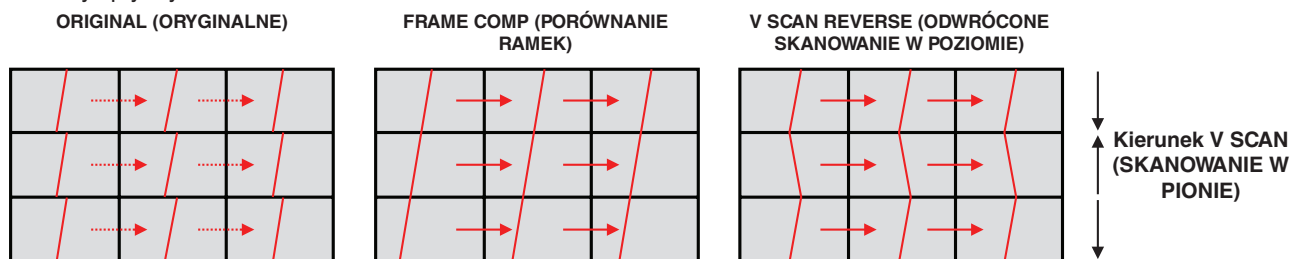 ORIGINAL (ORYGINALNE)
FRAME COMP (PORÓWNANIE
RAMEK)
V SCAN REVERSE (ODWRÓCONE
SKANOWANIE W POZIOMIE)
Kierunek V SCAN
(SKANOWANIE W
PIONIE)